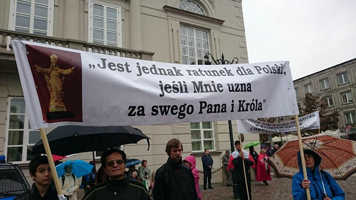 „Jest jednak ratunek dla Polski,
jeśli Mnie uzna
za swego Pana i Króla"